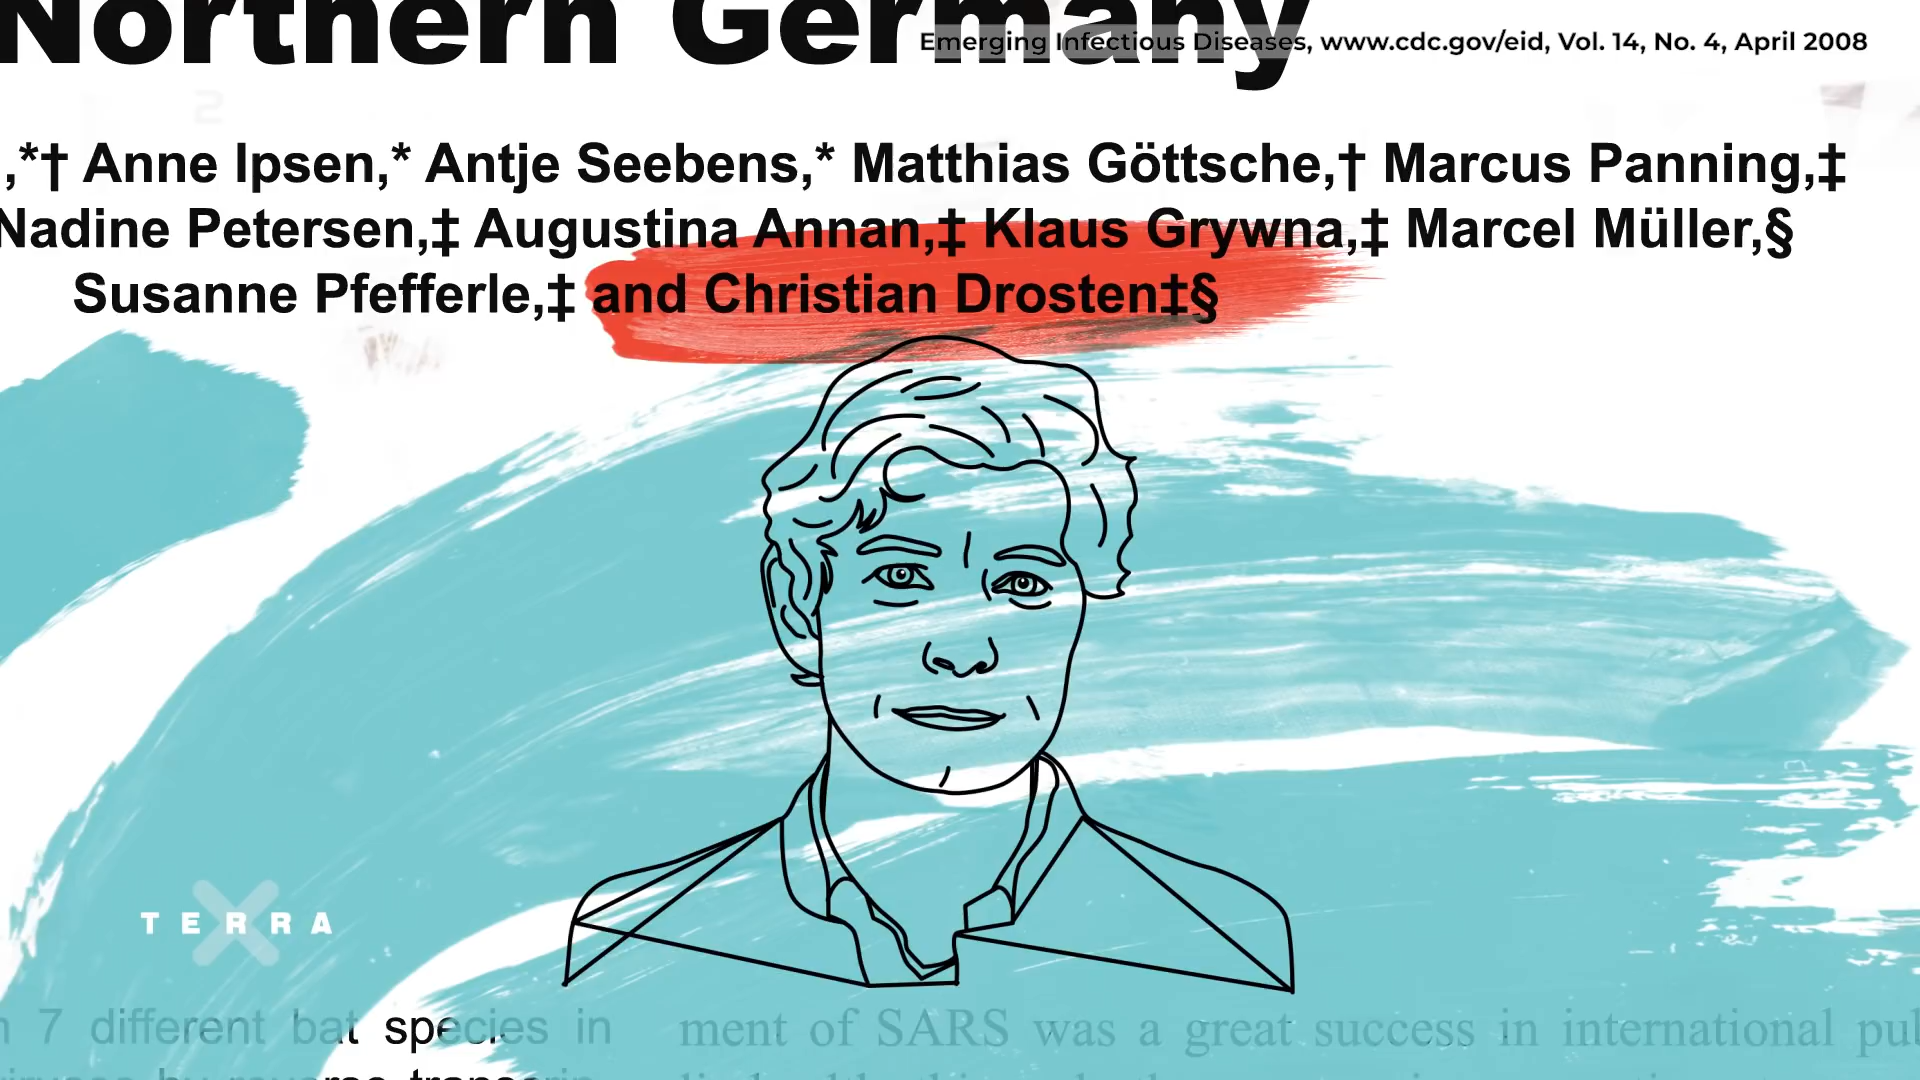 Northern Germany
Emerging Infectious Diseases, www.cdc.gov/eid, Vol. 14, No. 4, April 2008
,*† Anne Ipsen,* Antje Seebens,* Matthias Göttsche,† Marcus Panning,‡
Nadine Petersen,‡ Augustina Annan,‡ Klaus Grywna,‡ Marcel Müller,§
Susanne Pfefferle,‡ and Christian Drosten‡§
TERRA X
7 different bat species in
ment of SARS was a great success in international